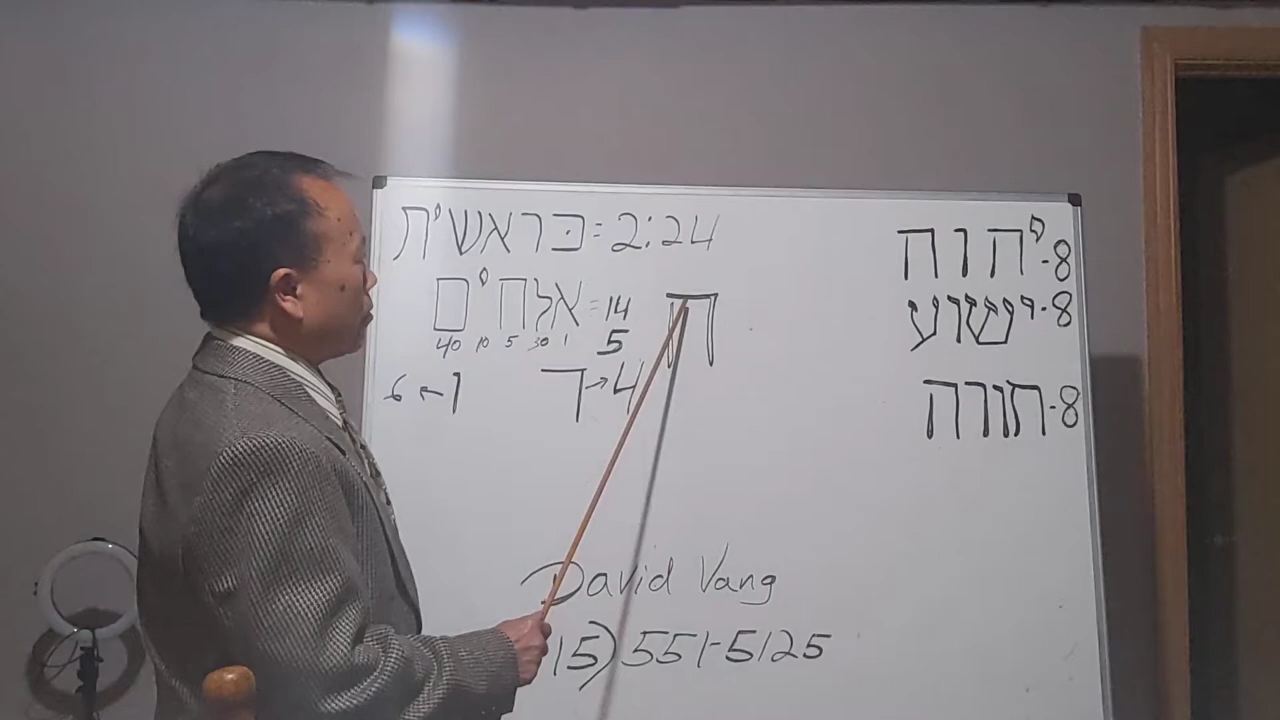 בראשית = 2:24
אלהים = 14
40 10 5 30 1 5
ה
6 ← ו
ד → 4
יהוה-8
ישוע-8
תורה-8
David Vang
15) 551-5125